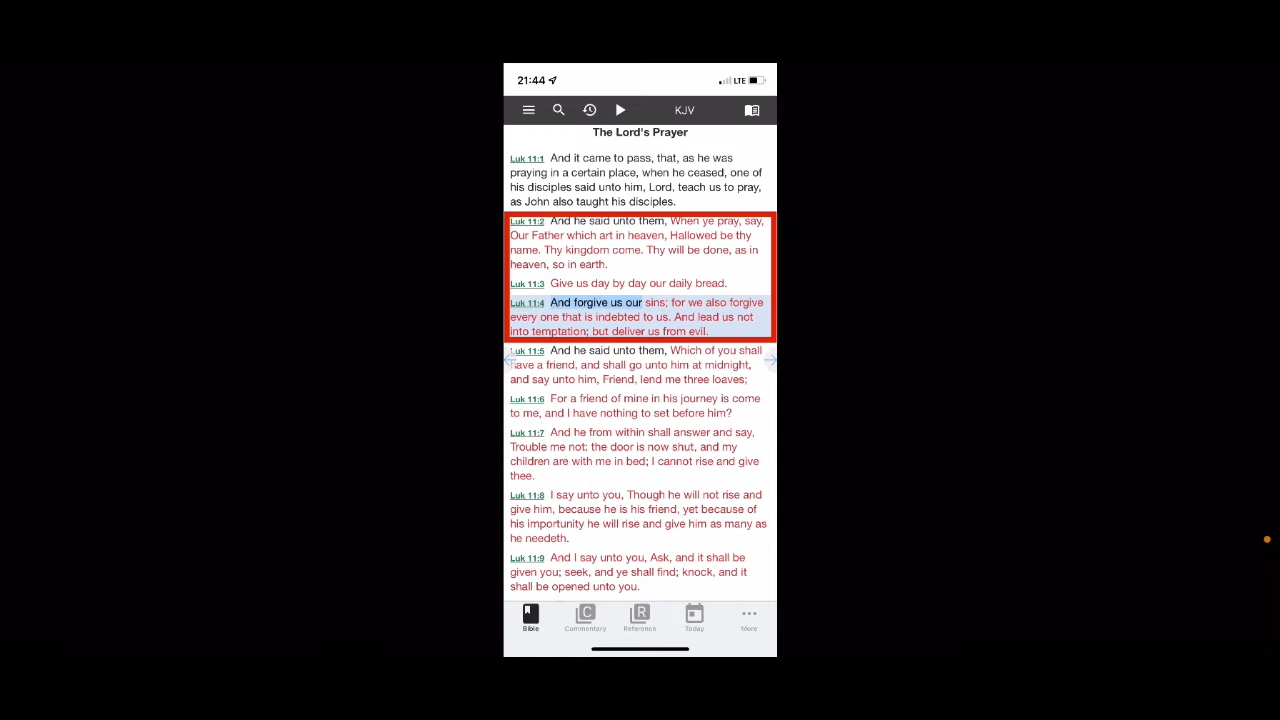 21:44
LTE
KJV
The Lord's Prayer
Luk 11:1 And it came to pass, that, as he was
praying in a certain place, when he ceased, one of
his disciples said unto him, Lord, teach us to pray,
as John also taught his disciples.
Luk 11:2 And he said unto them, When ye pray, say,
Our Father which art in heaven, Hallowed be thy
name. Thy kingdom come. Thy will be done, as in
heaven, so in earth.
Luk 11:3 Give us day by day our daily bread.
Luk 11:4 And forgive us our sins; for we also forgive
every one that is indebted to us. And lead us not
into temptation; but deliver us from evil.
Luk 11:5 And he said unto them, Which of you shall
have a friend, and shall go unto him at midnight,
and say unto him, Friend, lend me three loaves;
Luk 11:6 For a friend of mine in his journey is come
to me, and I have nothing to set before him?
Luk 11:7 And he from within shall answer and say,
Trouble me not: the door is now shut, and my
children are with me in bed; I cannot rise and give
thee.
Luk 11:8 I say unto you, Though he will not rise and
give him, because he is his friend, yet because of
his importunity he will rise and give him as many as
he needeth.
Luk 11:9 And I say unto you, Ask, and it shall be
given you; seek, and ye shall find; knock, and it
shall be opened unto you.
C R
Bible Commentary Reference Today More